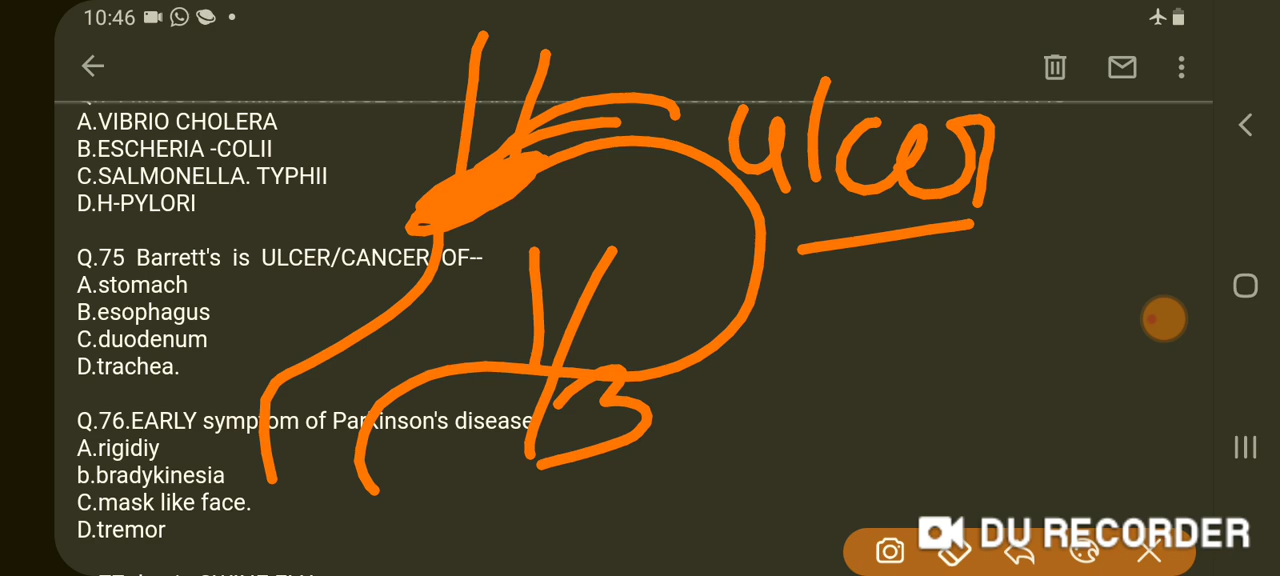 10:46
A.VIBRIO CHOLERA
B.ESCHERIA -COLII
C.SALMONELLA. TYPHII
D.H-PYLORI
ulcer
Q.75 Barrett's is ULCER/CANCER OF--
A.stomach
B.esophagus
C.duodenum
D.trachea.
Q.76.EARLY symptom of Parkinson's disease
A.rigidiy
b.bradykinesia
C.mask like face.
D.tremor
DU RECORDER